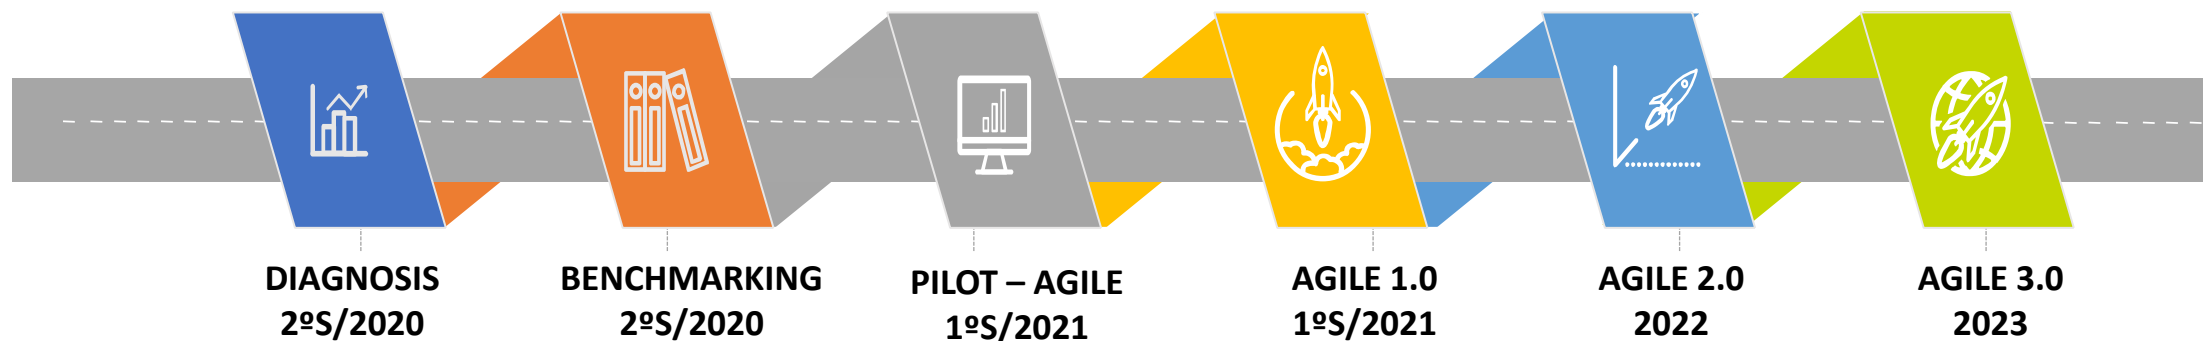 DIAGNOSIS
2ºS/2020
BENCHMARKING
2ºS/2020
PILOT – AGILE
1ºS/2021
AGILE 1.0
1ºS/2021
AGILE 2.0
2022
AGILE 3.0
2023